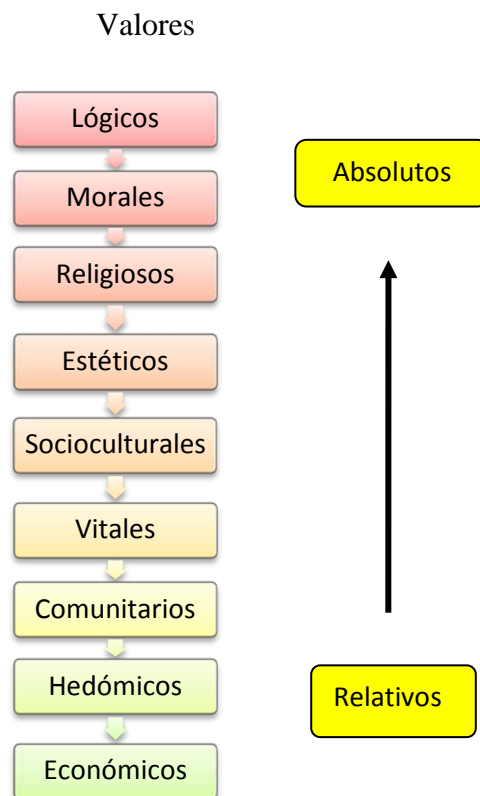 Valores
Lógicos
Absolutos
Morales
Religiosos
Estéticos
Socioculturales
Vitales
Comunitarios
Hedómicos
Relativos
Económicos